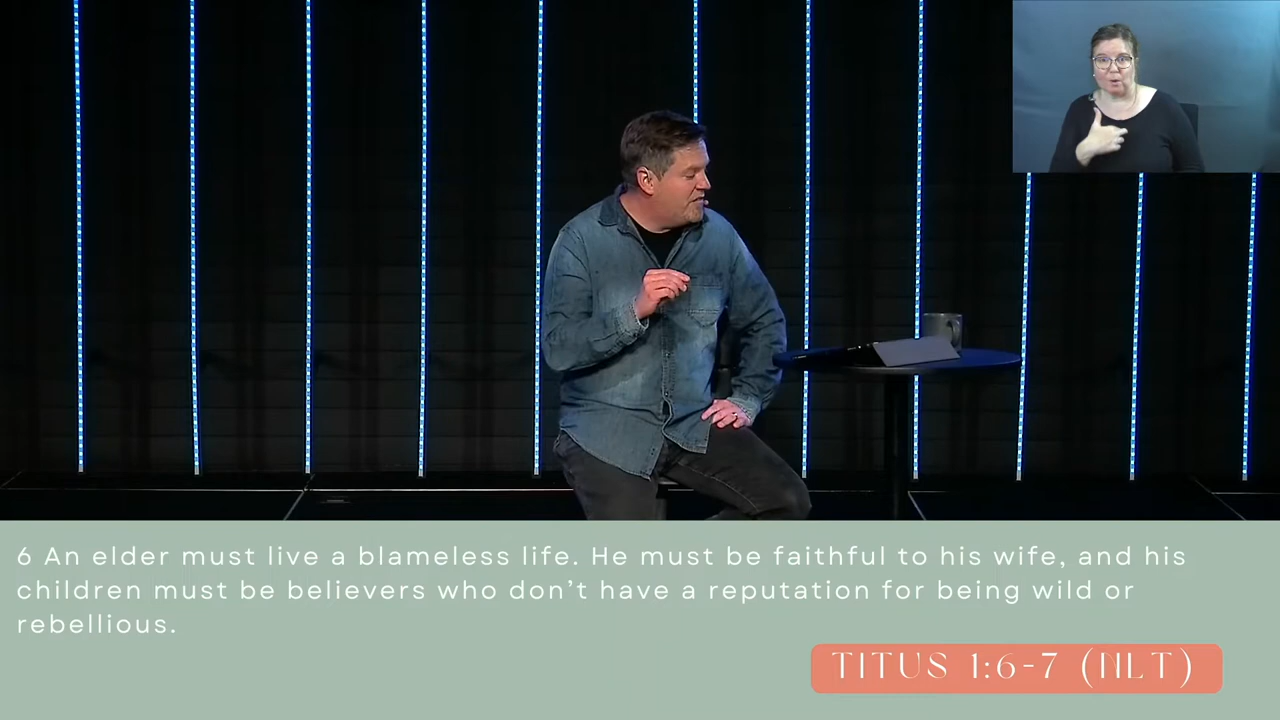 6 An elder must live a blameless life. He must be faithful to his wife, and his
children must be believers who don’t have a reputation for being wild or
rebellious.
TITUS 1:6-7 (NLT)